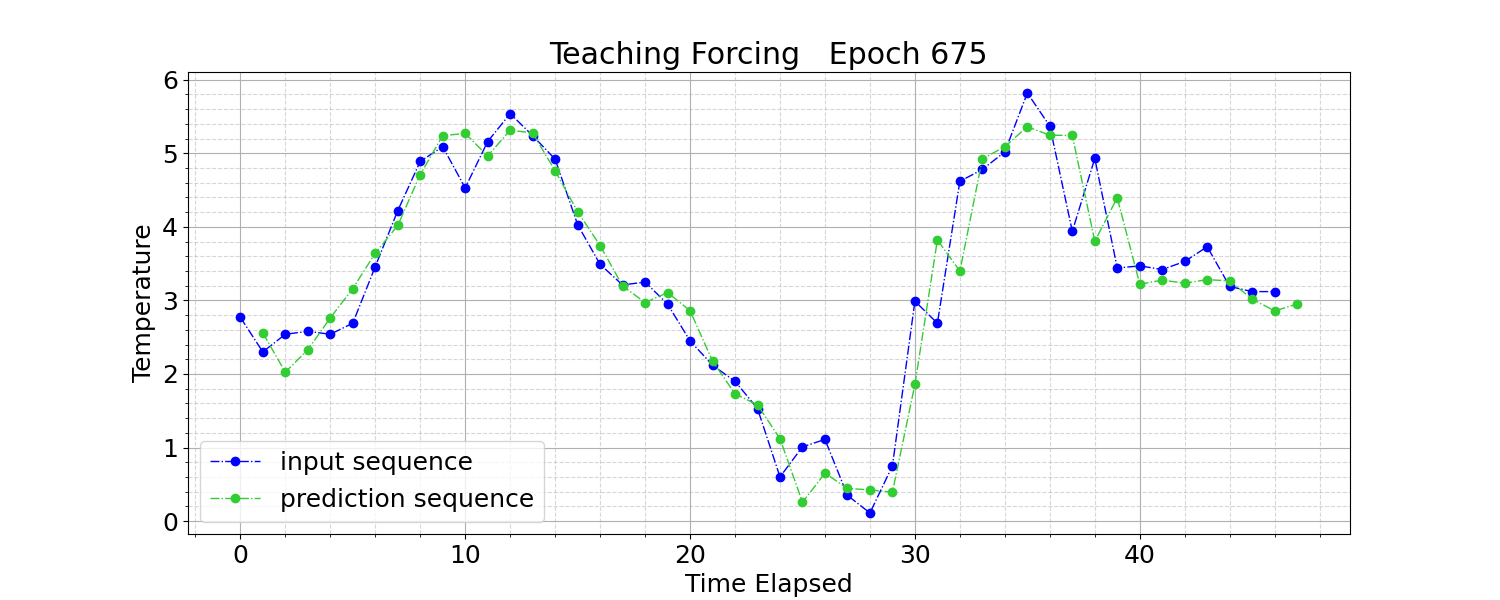 Teaching Forcing   Epoch 675
6
5
4
3
2
1
0
Temperature
input sequence
prediction sequence
0 10 20 30 40
Time Elapsed